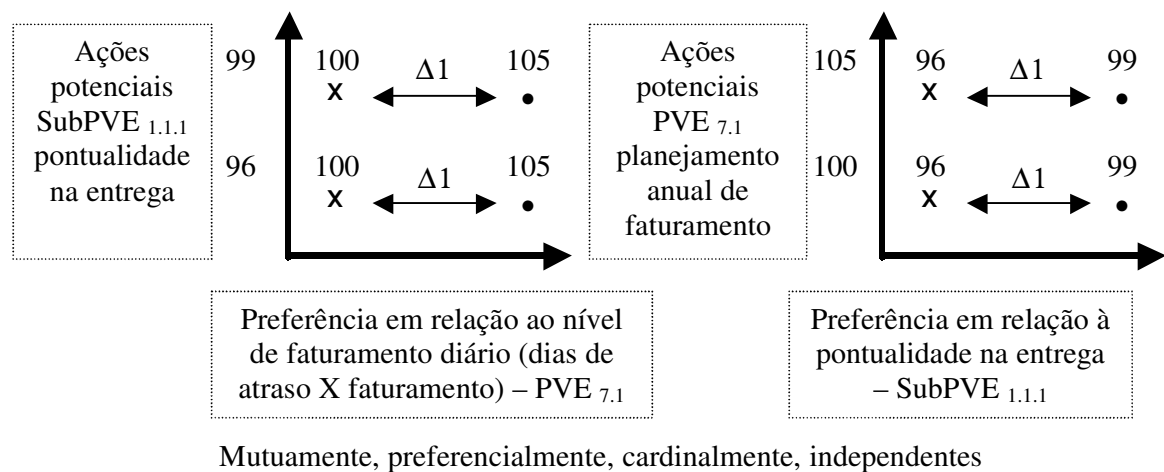 Ações
potenciais
SubPVE 1.1.1
pontualidade
na entrega
99
100
x
Δ1
105
•
96
100
x
Δ1
105
•
Preferência em relação ao nível
de faturamento diário (dias de
atraso X faturamento) – PVE 7.1
Ações
potenciais
PVE 7.1
planejamento
anual de
faturamento
105
96
x
Δ1
99
•
100
96
x
Δ1
99
•
Preferência em relação à
pontualidade na entrega
– SubPVE 1.1.1
Mutuamente, preferencialmente, cardinalmente, independentes